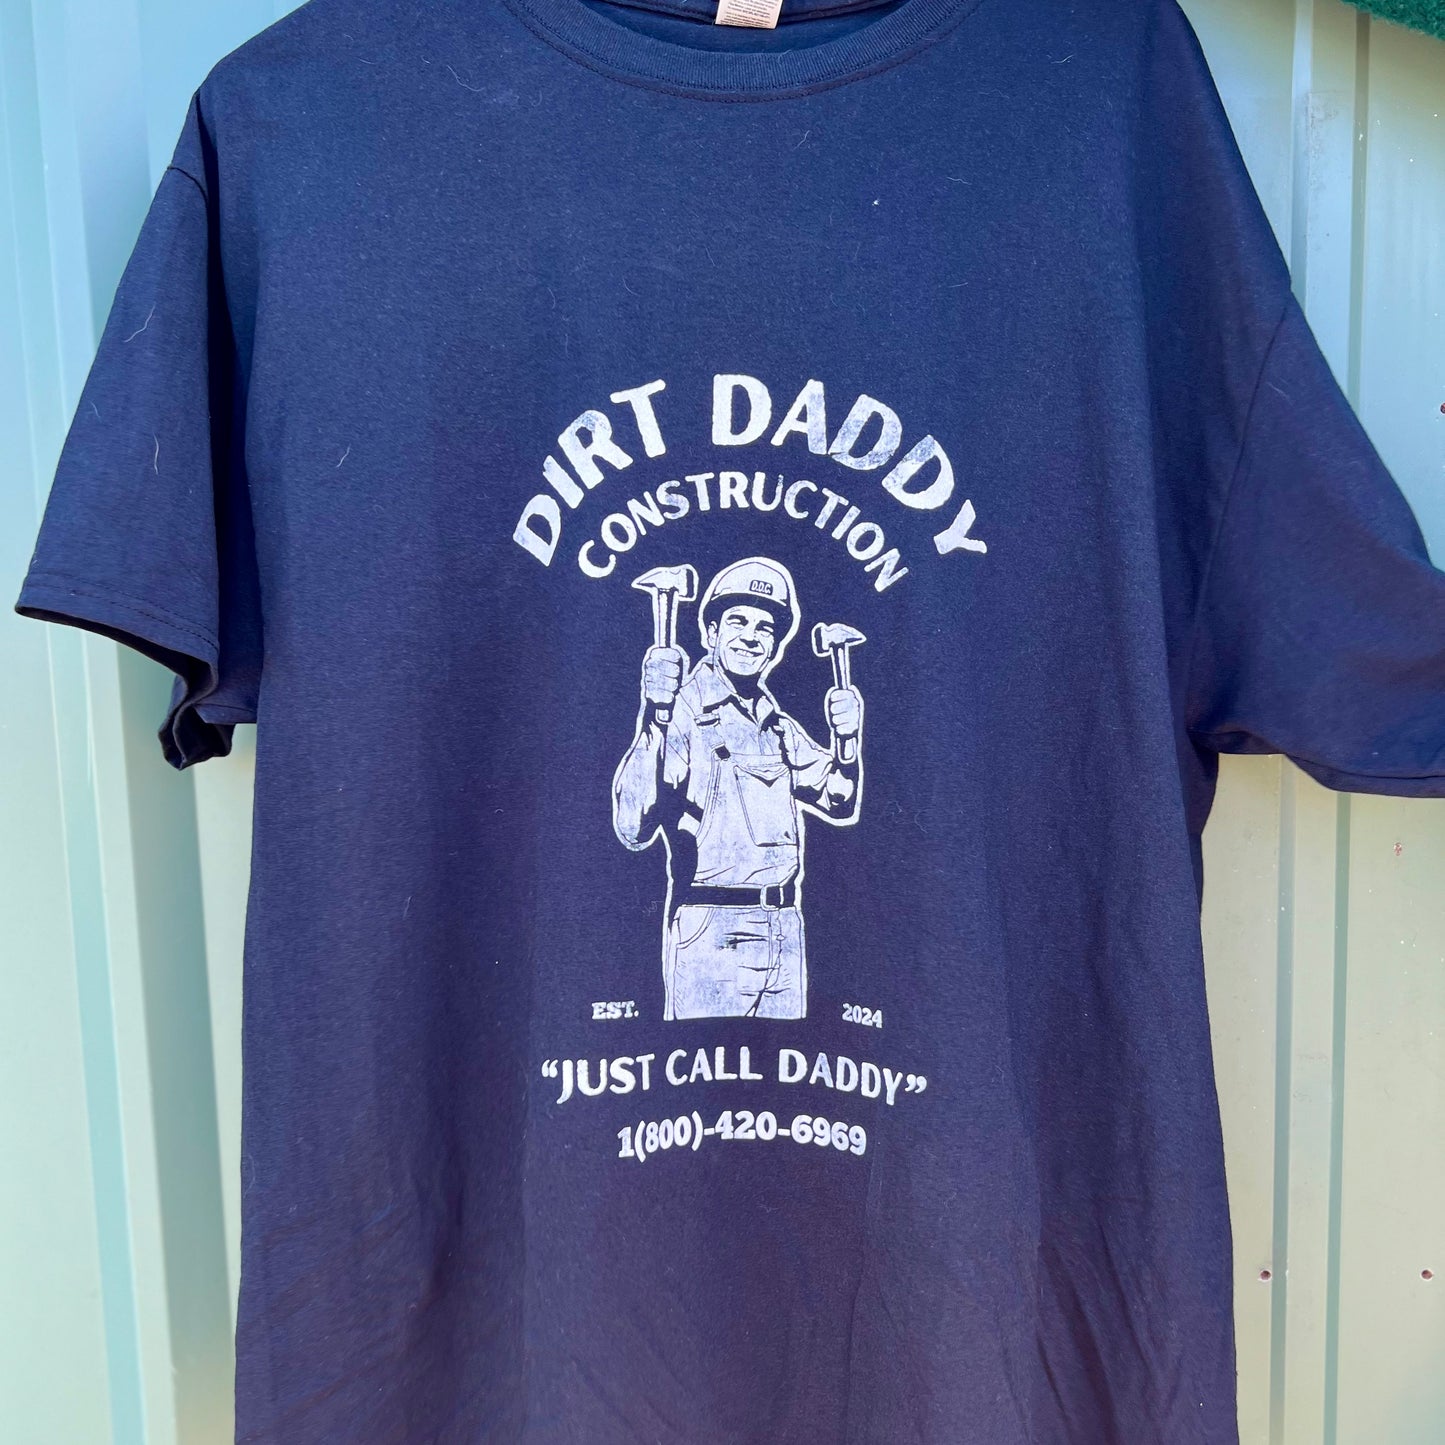 DIRT DADDY
CONSTRUCTION
D.D.C.
EST. 2024
“JUST CALL DADDY”
1(800)-420-6969